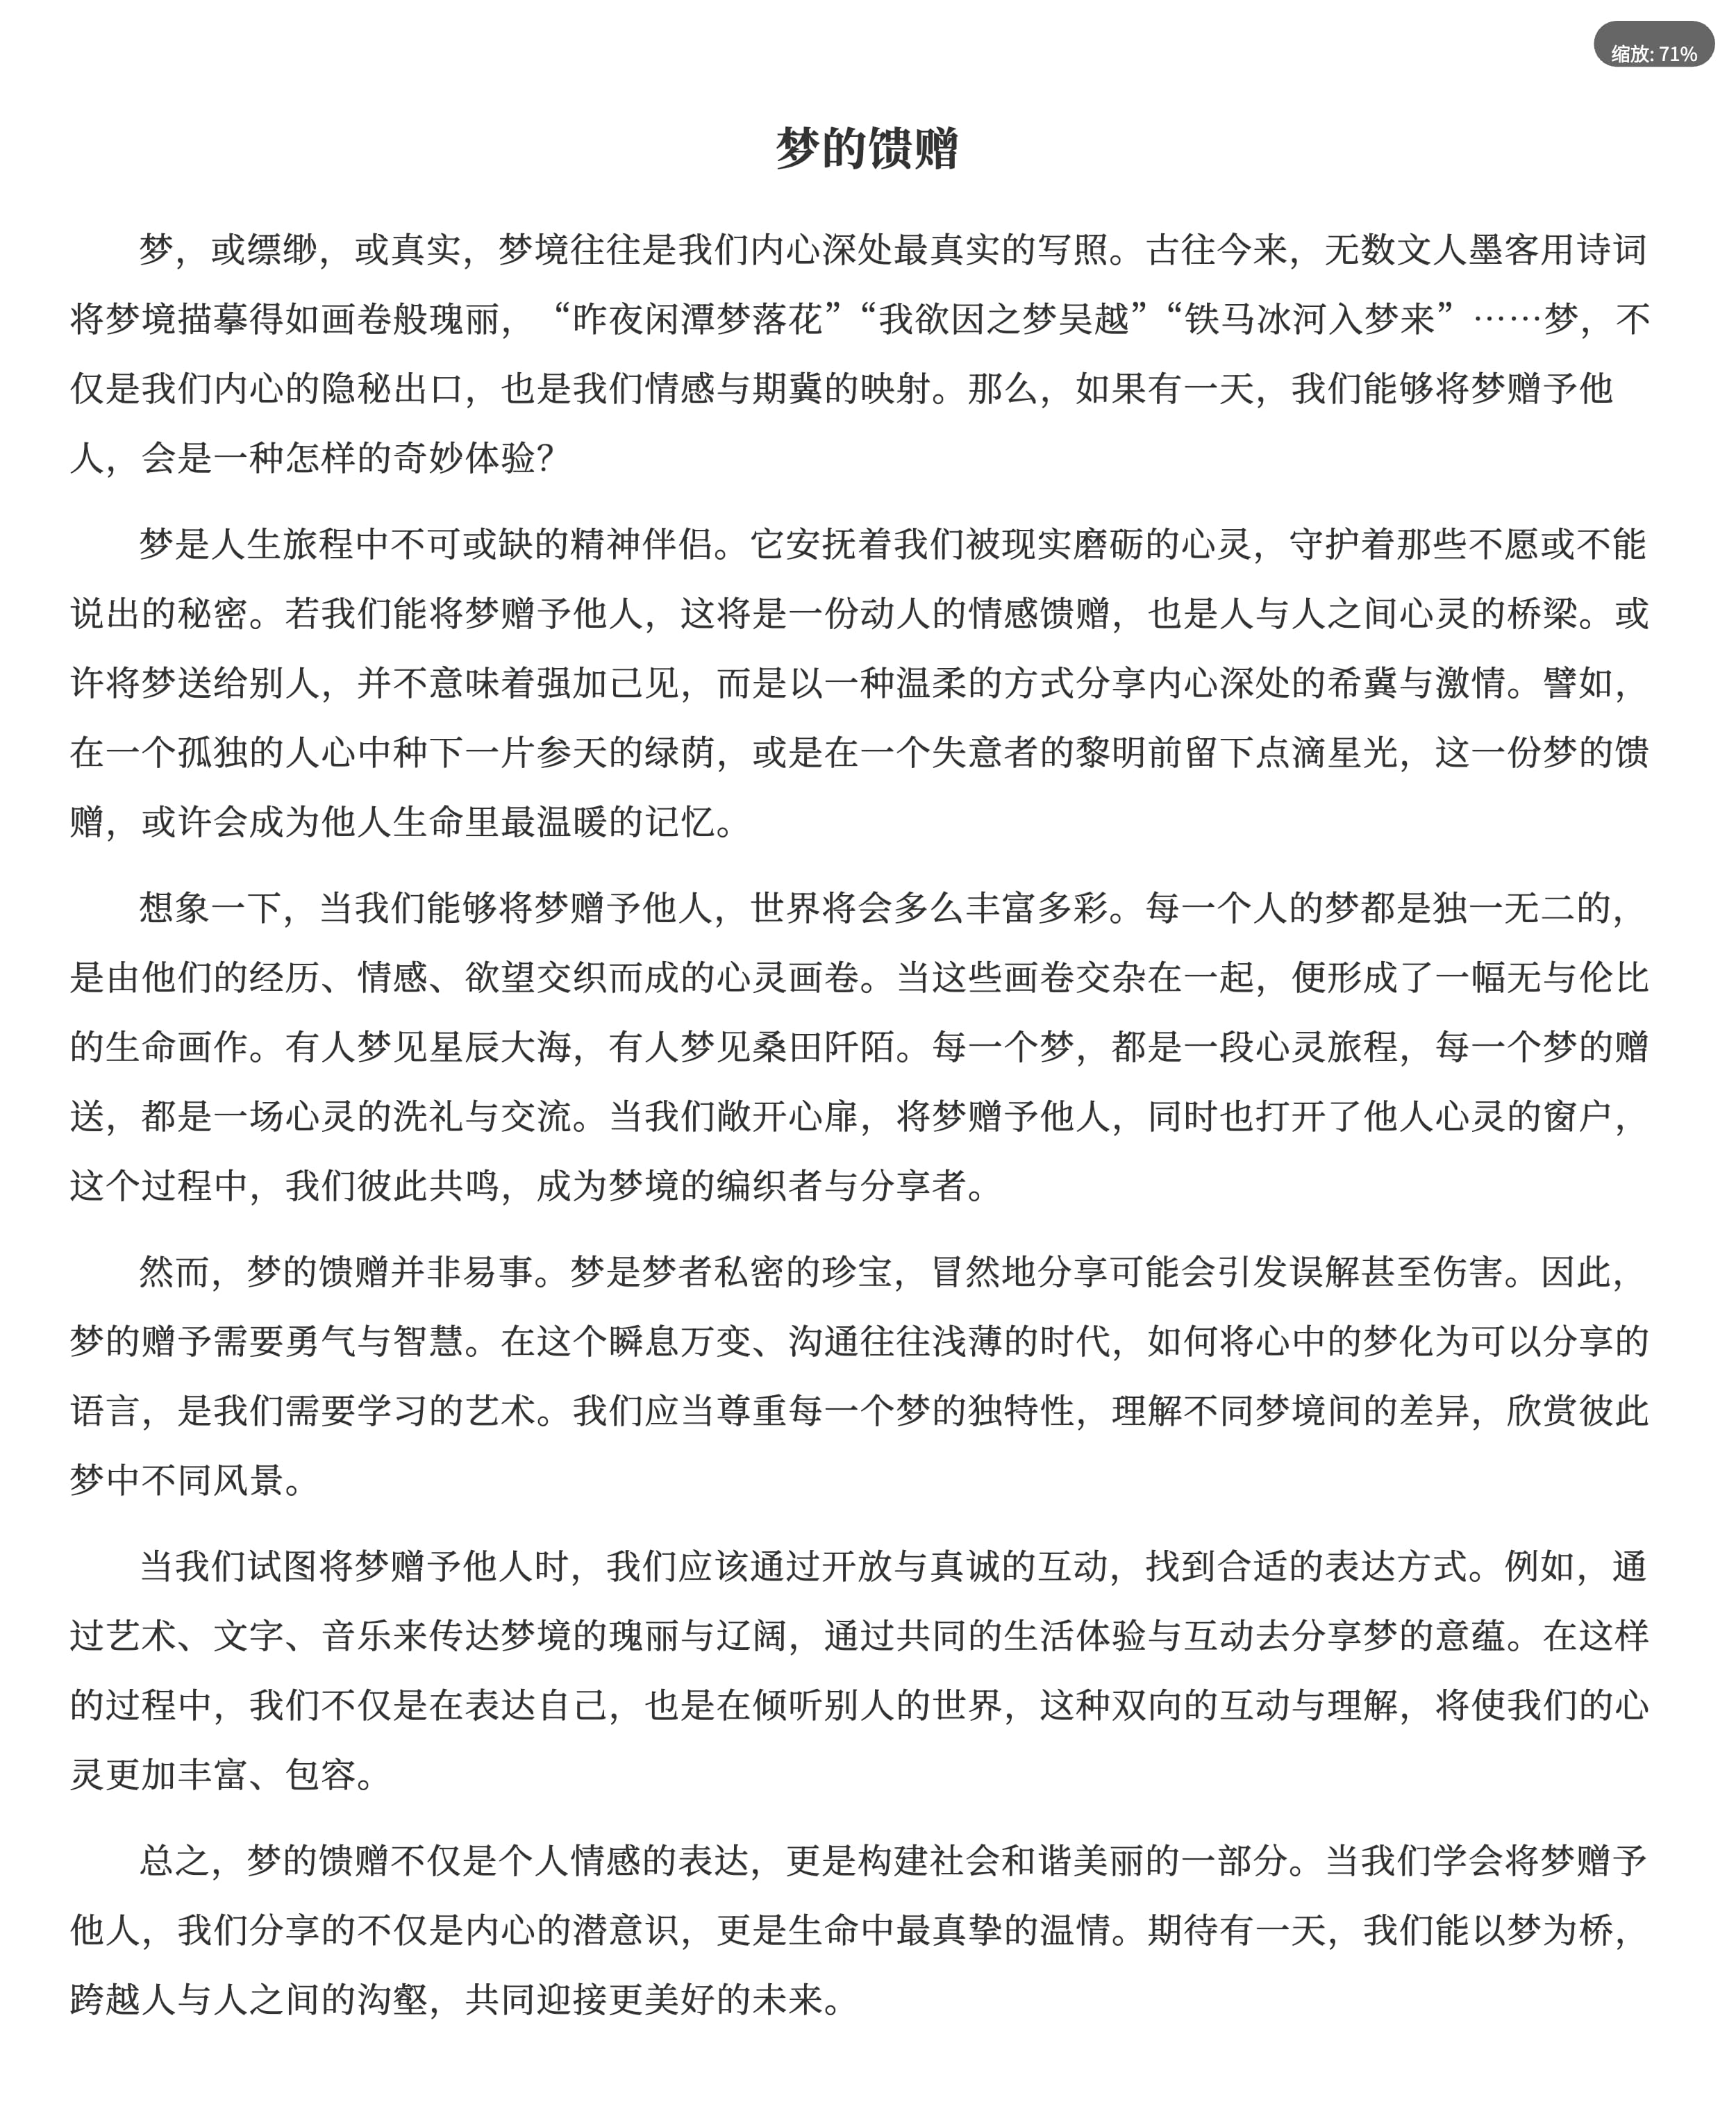 缩放: 71%
梦的馈赠
梦，或缥缈，或真实，梦境往往是我们内心深处最真实的写照。古往今来，无数文人墨客用诗词
将梦境描摹得如画卷般瑰丽，“昨夜闲潭梦落花”“我欲因之梦吴越”“铁马冰河入梦来”……梦，不
仅是我们内心的隐秘出口，也是我们情感与期冀的映射。那么，如果有一天，我们能够将梦赠予他
人，会是一种怎样的奇妙体验？
梦是人生旅程中不可或缺的精神伴侣。它安抚着我们被现实磨砺的心灵，守护着那些不愿或不能
说出的秘密。若我们能将梦赠予他人，这将是一份动人的情感馈赠，也是人与人之间心灵的桥梁。或
许将梦送给别人，并不意味着强加己见，而是以一种温柔的方式分享内心深处的希冀与激情。譬如，
在一个孤独的人心中种下一片参天的绿荫，或是在一个失意者的黎明前留下点滴星光，这一份梦的馈
赠，或许会成为他人生命里最温暖的记忆。
想象一下，当我们能够将梦赠予他人，世界将会多么丰富多彩。每一个人的梦都是独一无二的，
是由他们的经历、情感、欲望交织而成的心灵画卷。当这些画卷交杂在一起，便形成了一幅无与伦比
的生命画作。有人梦见星辰大海，有人梦见桑田阡陌。每一个梦，都是一段心灵旅程，每一个梦的赠
送，都是一场心灵的洗礼与交流。当我们敞开心扉，将梦赠予他人，同时也打开了他人心灵的窗户，
这个过程中，我们彼此共鸣，成为梦境的编织者与分享者。
然而，梦的馈赠并非易事。梦是梦者私密的珍宝，冒然地分享可能会引发误解甚至伤害。因此，
梦的赠予需要勇气与智慧。在这个瞬息万变、沟通往往浅薄的时代，如何将心中的梦化为可以分享的
语言，是我们需要学习的艺术。我们应当尊重每一个梦的独特性，理解不同梦境间的差异，欣赏彼此
梦中不同风景。
当我们试图将梦赠予他人时，我们应该通过开放与真诚的互动，找到合适的表达方式。例如，通
过艺术、文字、音乐来传达梦境的瑰丽与辽阔，通过共同的生活体验与互动去分享梦的意蕴。在这样
的过程中，我们不仅是在表达自己，也是在倾听别人的世界，这种双向的互动与理解，将使我们的心
灵更加丰富、包容。
总之，梦的馈赠不仅是个人情感的表达，更是构建社会和谐美丽的一部分。当我们学会将梦赠予
他人，我们分享的不仅是内心的潜意识，更是生命中最真挚的温情。期待有一天，我们能以梦为桥，
跨越人与人之间的沟壑，共同迎接更美好的未来。